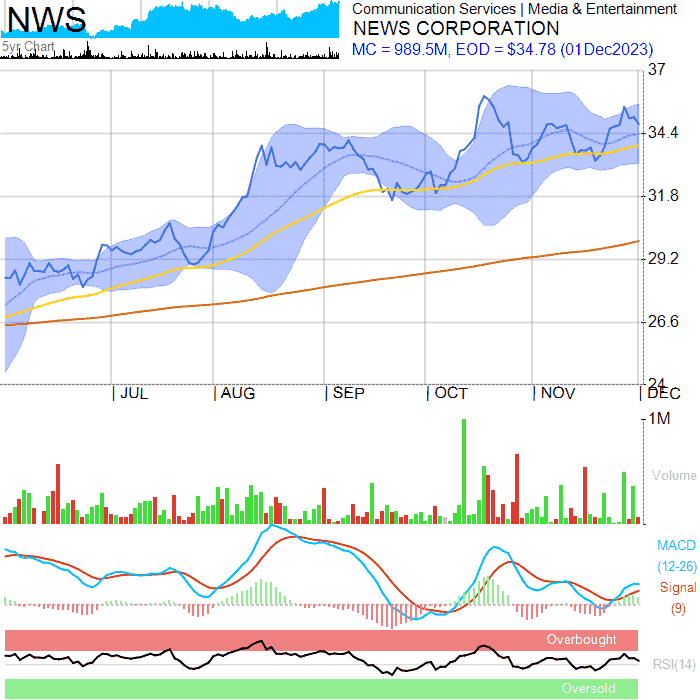 NWS
5yr Chart
Communication Services | Media & Entertainment
NEWS CORPORATION
MC = 989.5M, EOD = $34.78 (01Dec2023)
37
34.4
31.8
29.2
26.6
24
| JUL | AUG | SEP | OCT | NOV | DEC
1M
Volume
MACD
(12-26)
Signal
(9)
Overbought
RSI(14)
Oversold